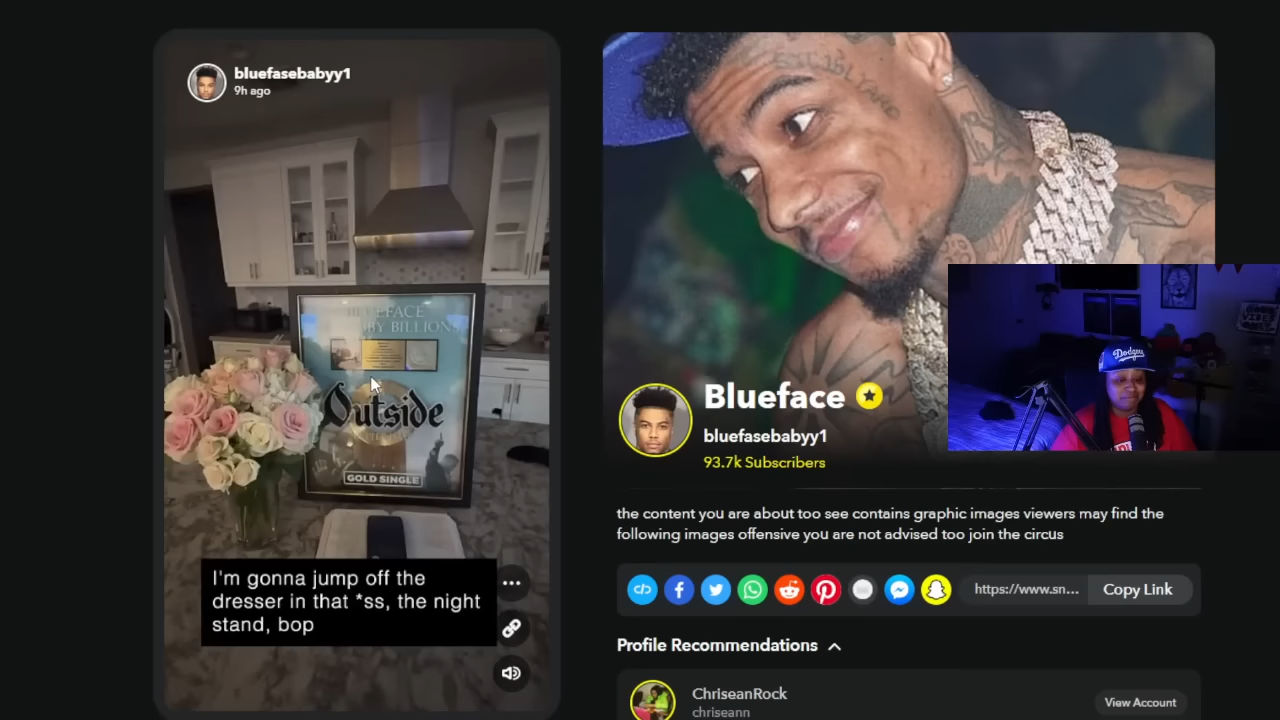 bluefasebabyy1
9h ago
BLUEFACE
BY BILLIONS
Outside
GOLD SINGLE
I'm gonna jump off the
dresser in that *ss, the night
stand, bop
Blueface
bluefasebabyy1
93.7k Subscribers
Dodgers
the content you are about too see contains graphic images viewers may find the
following images offensive you are not advised too join the circus
https://www.sn...
Copy Link
Profile Recommendations
ChriseanRock
chriseann
View Account